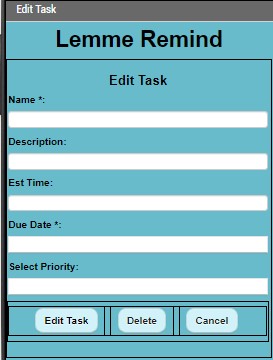 Edit Task
Lemme Remind
Edit Task
Name *:
Description:
Est Time:
Due Date *:
Select Priority:
Edit Task Delete Cancel